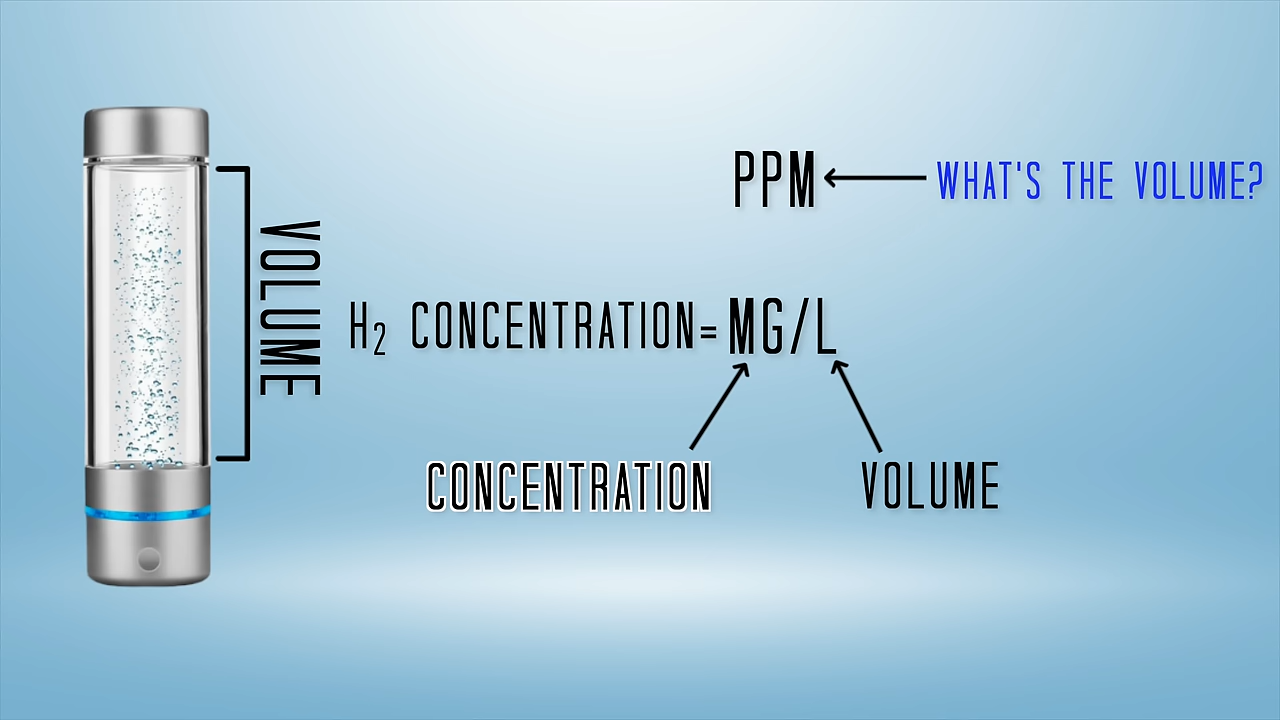 PPM
WHAT'S THE VOLUME?
VOLUME
H₂ CONCENTRATION=MG/L
CONCENTRATION
VOLUME